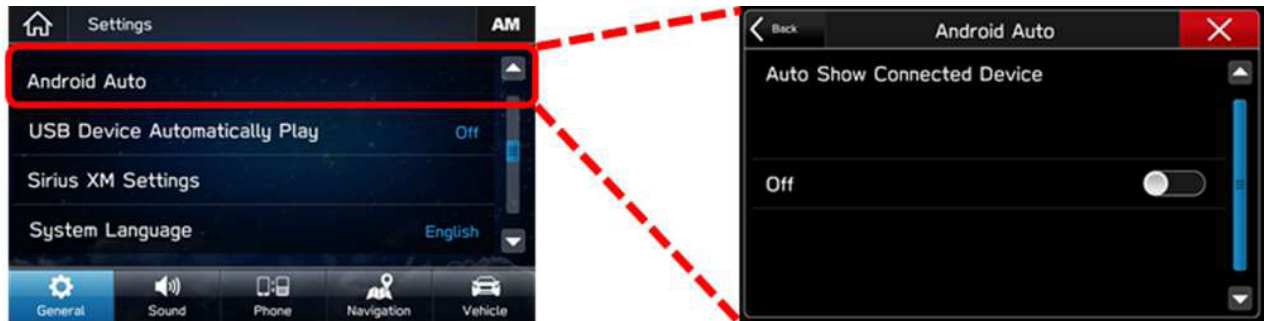 Settings
AM
Android Auto
USB Device Automatically Play
Off
Sirius XM Settings
System Language
English
General
Sound
Phone
Navigation
Vehicle
Back
Android Auto
Auto Show Connected Device
Off